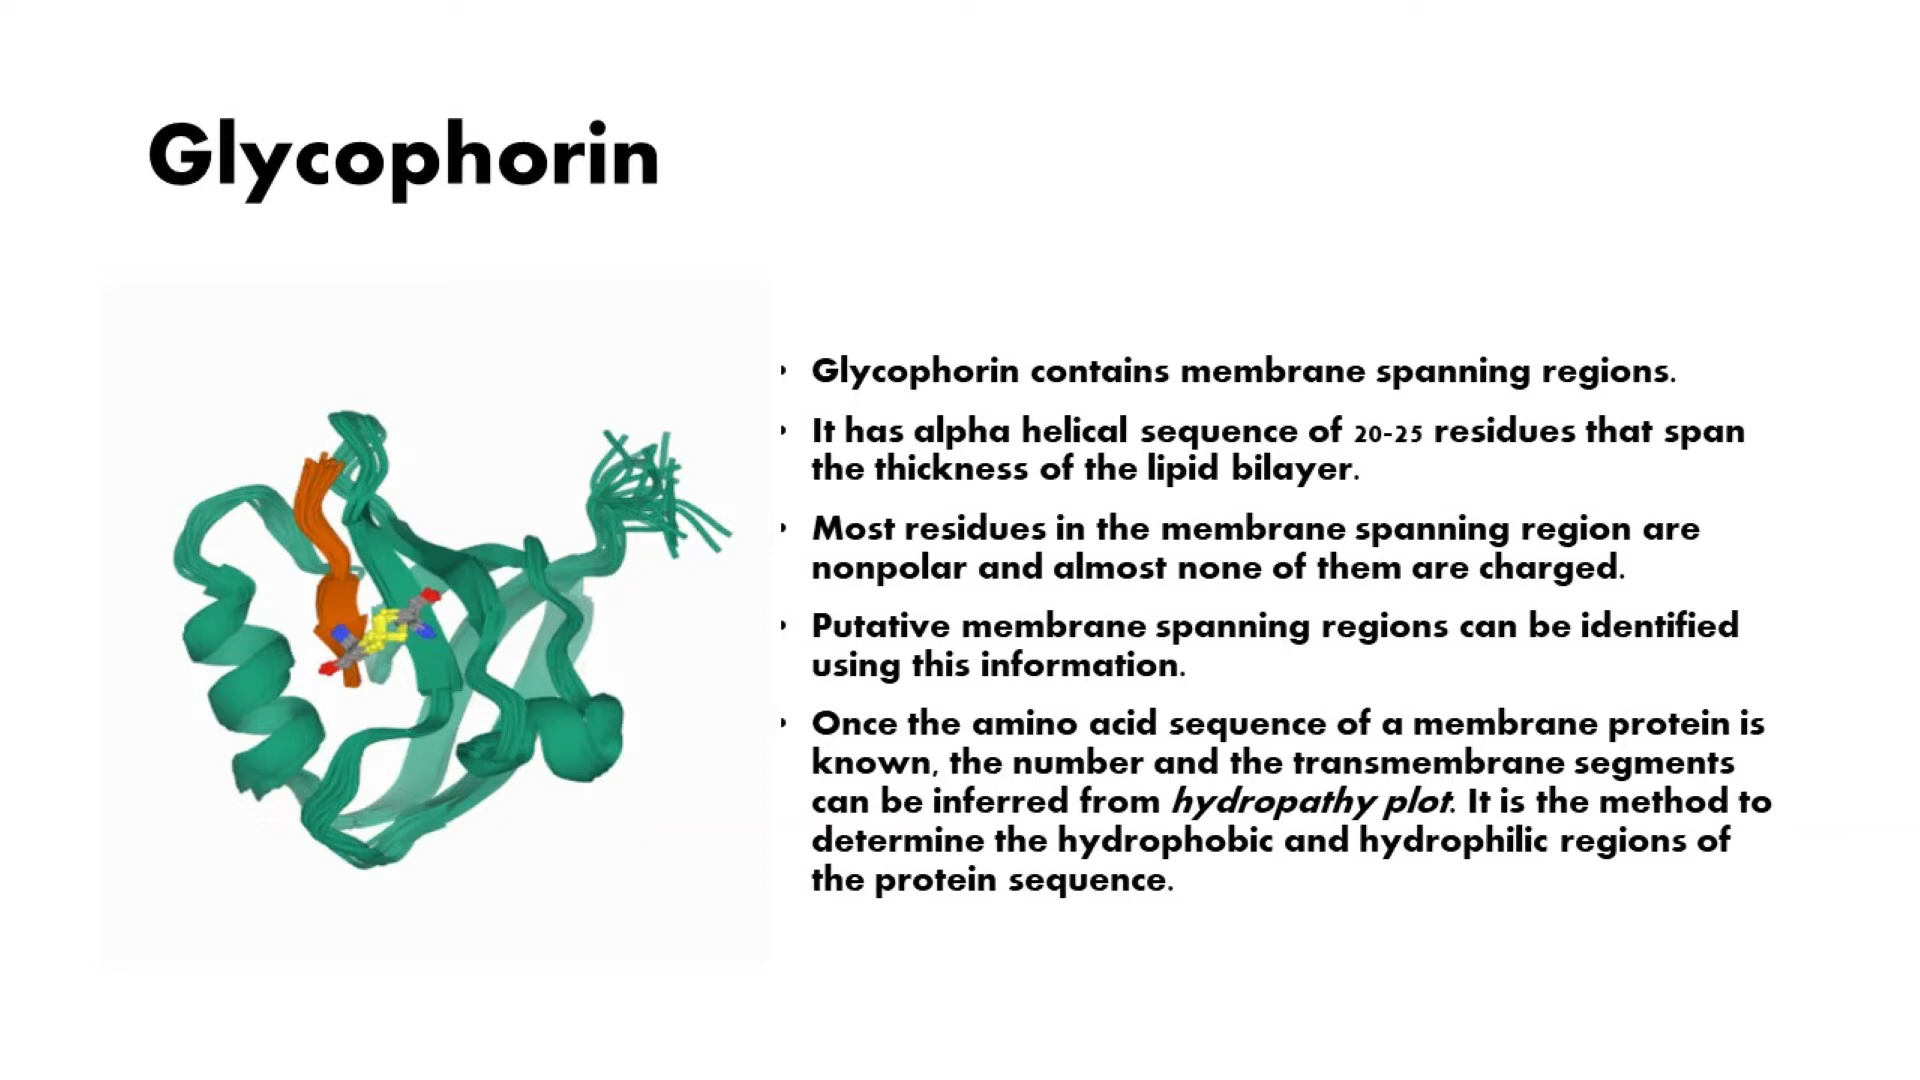 Glycophorin
• Glycophorin contains membrane spanning regions.
• It has alpha helical sequence of 20-25 residues that span
the thickness of the lipid bilayer.
• Most residues in the membrane spanning region are
nonpolar and almost none of them are charged.
• Putative membrane spanning regions can be identified
using this information.
• Once the amino acid sequence of a membrane protein is
known, the number and the transmembrane segments
can be inferred from hydropathy plot. It is the method to
determine the hydrophobic and hydrophilic regions of
the protein sequence.